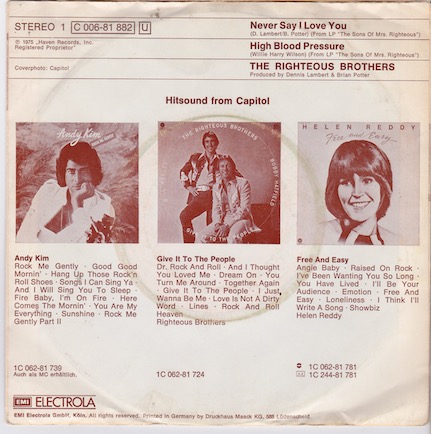 STEREO 1 C 006-81 882 U
℗ 1975 „Haven Records, Inc.
Registered Proprietor"
Coverphoto: Capitol
Never Say I Love You
(D. Lambert/B. Potter) (From LP "The Sons Of Mrs. Righteous")
High Blood Pressure
(Willie Harry Wilson) (From LP "The Sons Of Mrs. Righteous")
THE RIGHTEOUS BROTHERS
Produced by Dennis Lambert & Brian Potter
Hitsound from Capitol
Andy Kim
THE RIGHTEOUS BROTHERS
BOBBY HATFIELD
GIVE IT TO THE PEOPLE
HELEN REDDY
Free and Easy
Andy Kim
Rock Me Gently · Good Good
Mornin' · Hang Up Those Rock'n
Roll Shoes · Songs I Can Sing Ya ·
And I Will Sing You To Sleep ·
Fire Baby, I'm On Fire · Here
Comes The Mornin' · You Are My
Everything · Sunshine · Rock Me
Gently Part II
1C 062-81 739
Auch als MC erhältlich.
Give It To The People
Dr. Rock And Roll · And I Thought
You Loved Me · Dream On · You
Turn Me Around · Together Again
· Give It To The People · I Just
Wanna Be Me · Love Is Not A Dirty
Word · Lines · Rock And Roll
Heaven
Righteous Brothers
1C 062-81 724
Free And Easy
Angie Baby · Raised On Rock ·
I've Been Wanting You So Long ·
You Have Lived · I'll Be Your
Audience · Emotion · Free And
Easy · Loneliness · I Think I'll
Write A Song · Showbiz
Helen Reddy
1C 062-81 781
1C 244-81 781
EMI ELECTROLA
EMI Electrola GmbH, Köln. All rights reserved. Printed in Germany by Druckhaus Maack KG, 588 Lüdenscheid.